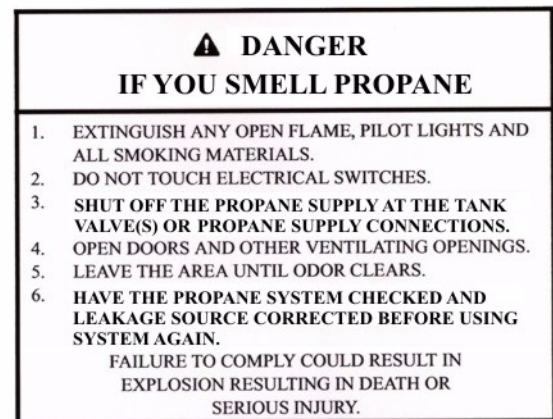 DANGER
IF YOU SMELL PROPANE
1. EXTINGUISH ANY OPEN FLAME, PILOT LIGHTS AND
ALL SMOKING MATERIALS.
2. DO NOT TOUCH ELECTRICAL SWITCHES.
3. SHUT OFF THE PROPANE SUPPLY AT THE TANK
VALVE(S) OR PROPANE SUPPLY CONNECTIONS.
4. OPEN DOORS AND OTHER VENTILATING OPENINGS.
5. LEAVE THE AREA UNTIL ODOR CLEARS.
6. HAVE THE PROPANE SYSTEM CHECKED AND
LEAKAGE SOURCE CORRECTED BEFORE USING
SYSTEM AGAIN.
FAILURE TO COMPLY COULD RESULT IN
EXPLOSION RESULTING IN DEATH OR
SERIOUS INJURY.